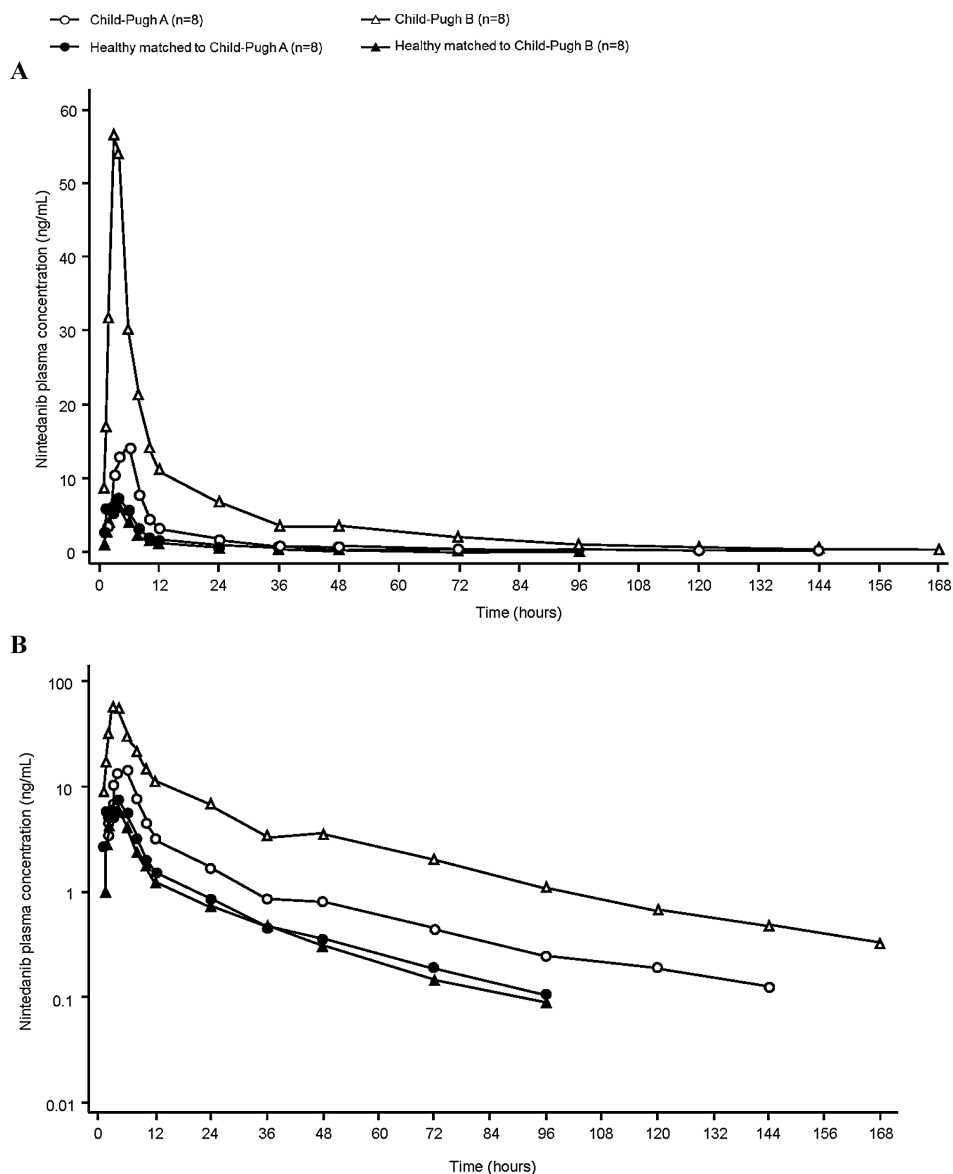 Child-Pugh A (n=8) Child-Pugh B (n=8)
Healthy matched to Child-Pugh A (n=8) Healthy matched to Child-Pugh B (n=8)
A
60
50
40
30
20
10
0
Nintedanib plasma concentration (ng/mL)
0 12 24 36 48 60 72 84 96 108 120 132 144 156 168
Time (hours)
B
100
10
1
0.1
0.01
Nintedanib plasma concentration (ng/mL)
0 12 24 36 48 60 72 84 96 108 120 132 144 156 168
Time (hours)